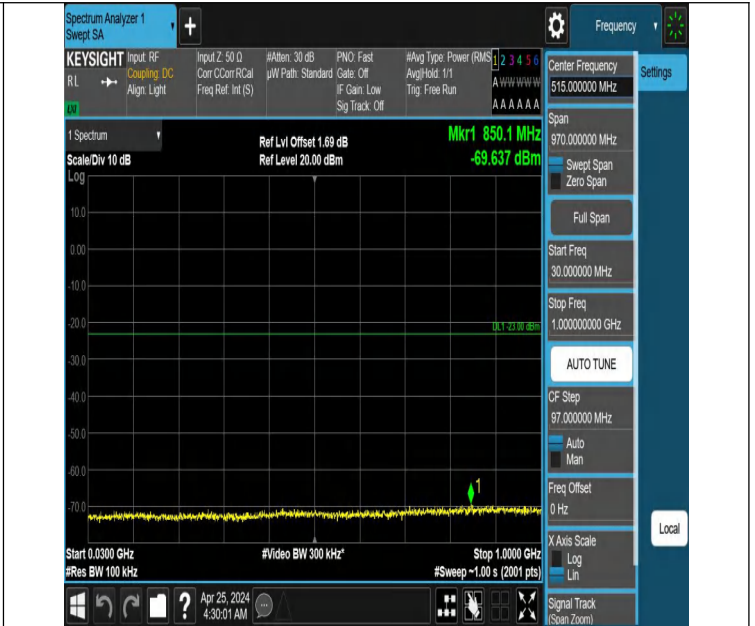 Spectrum Analyzer 1
Swept SA
Frequency
KEYSIGHT
RL
LXI
Input: RF
Coupling: DC
Align: Light
Input Z: 50 Ω
Corr CCorr RCal
Freq Ref: Int (S)
#Atten: 30 dB
µW Path: Standard
PNO: Fast
Gate: Off
IF Gain: Low
Sig Track: Off
#Avg Type: Power (RMS
Avg|Hold: 1/1
Trig: Free Run
1 2 3 4 5 6
A W W W W W
A A A A A A
1 Spectrum
Scale/Div 10 dB
Log
Ref Lvl Offset 1.69 dB
Ref Level 20.00 dBm
Mkr1 850.1 MHz
-69.637 dBm
10.0
0.00
-10.0
-20.0
DL1 -23.00 dBm
-30.0
-40.0
-50.0
-60.0
1
-70.0
Start 0.0300 GHz
#Res BW 100 kHz
#Video BW 300 kHz*
Stop 1.0000 GHz
#Sweep ~1.00 s (2001 pts)
?
Apr 25, 2024
4:30:01 AM
Center Frequency
515.000000 MHz
Settings
Span
970.000000 MHz
Swept Span
Zero Span
Full Span
Start Freq
30.000000 MHz
Stop Freq
1.000000000 GHz
AUTO TUNE
CF Step
97.000000 MHz
Auto
Man
Freq Offset
0 Hz
Local
X Axis Scale
Log
Lin
Signal Track
(Span Zoom)